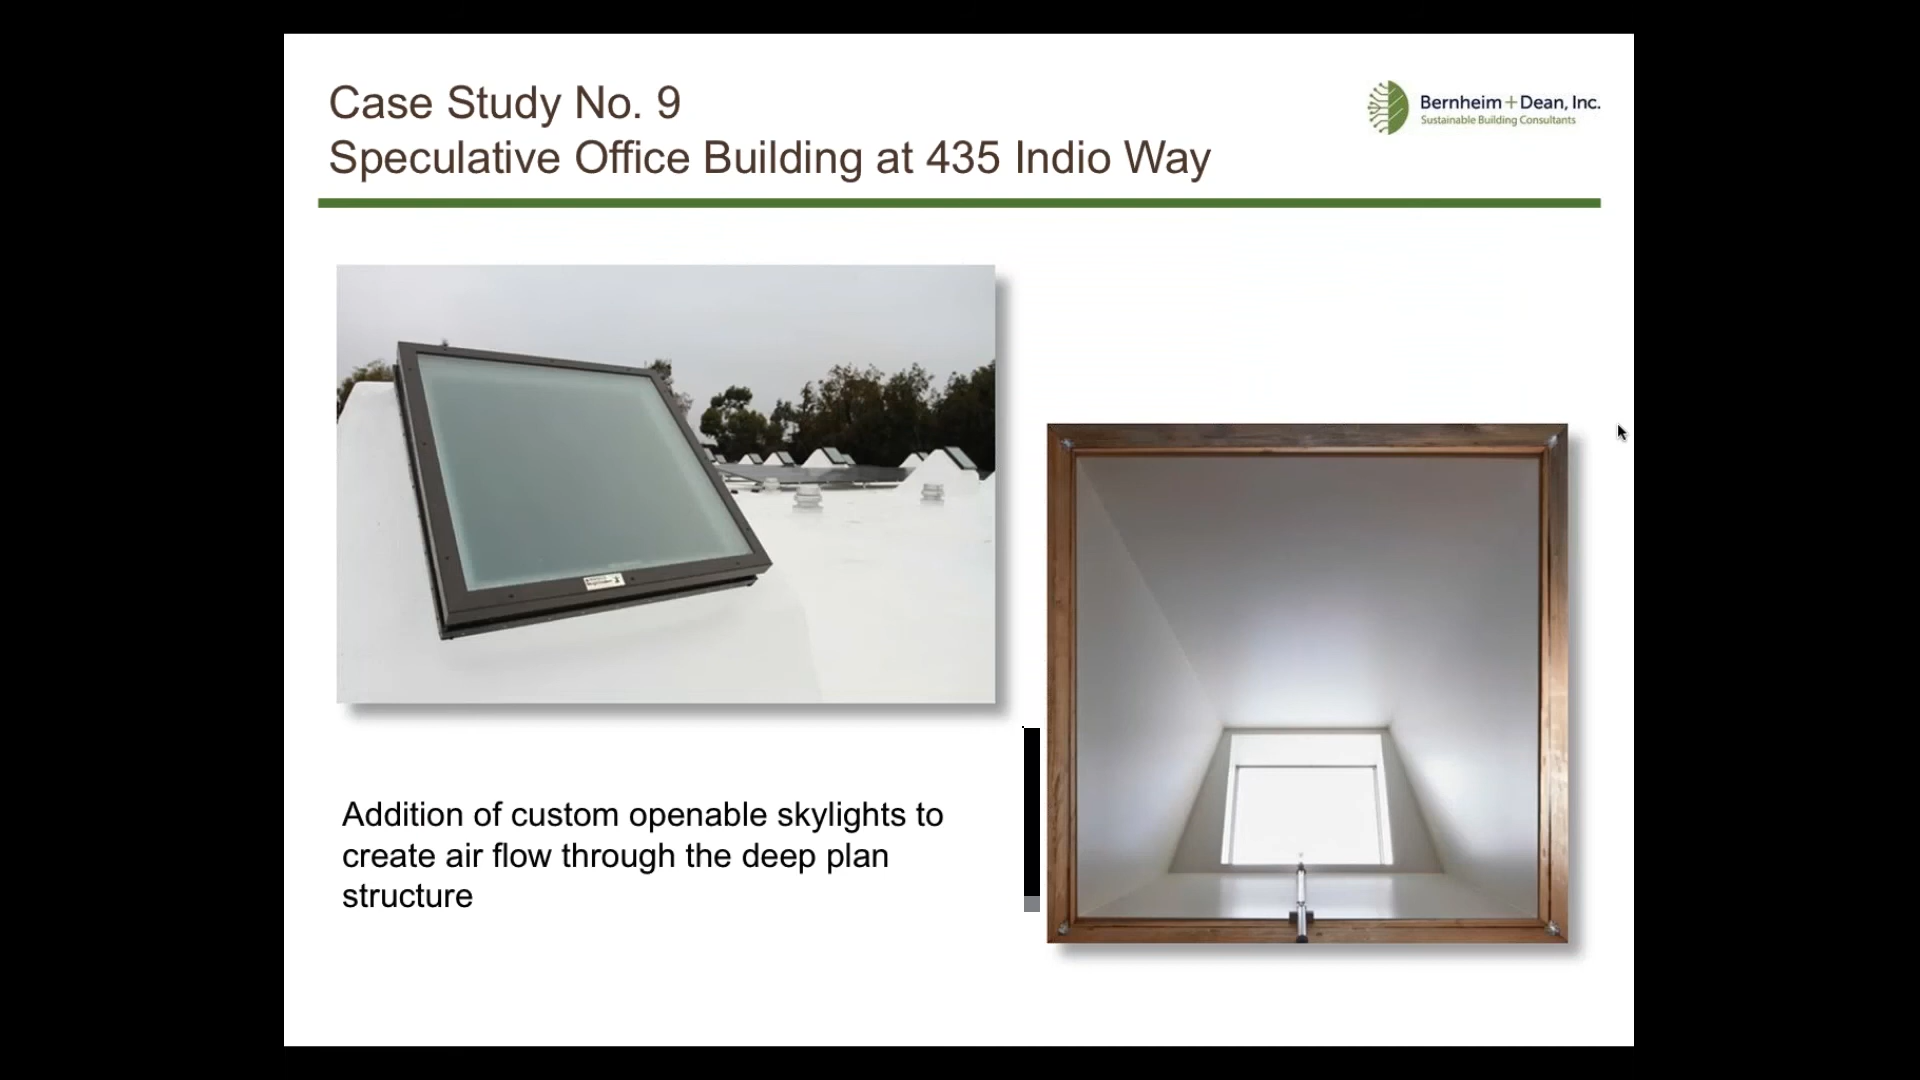 Case Study No. 9
Speculative Office Building at 435 Indio Way
Bernheim+Dean, Inc.
Sustainable Building Consultants
Addition of custom openable skylights to
create air flow through the deep plan
structure